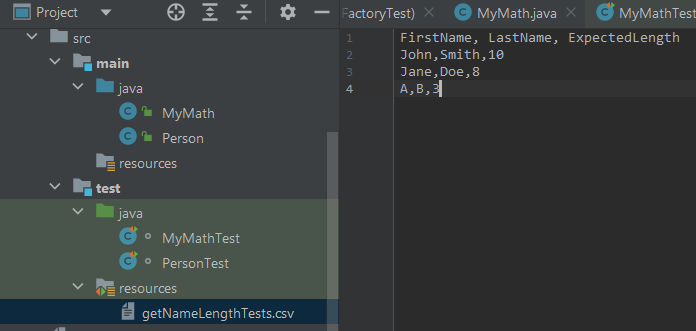 Project
src
main
java
MyMath
Person
resources
test
java
MyMathTest
PersonTest
resources
getNameLengthTests.csv
FactoryTest)
MyMath.java
MyMathTest
1 FirstName, LastName, ExpectedLength
2 John,Smith,10
3 Jane,Doe,8
4 A,B,3